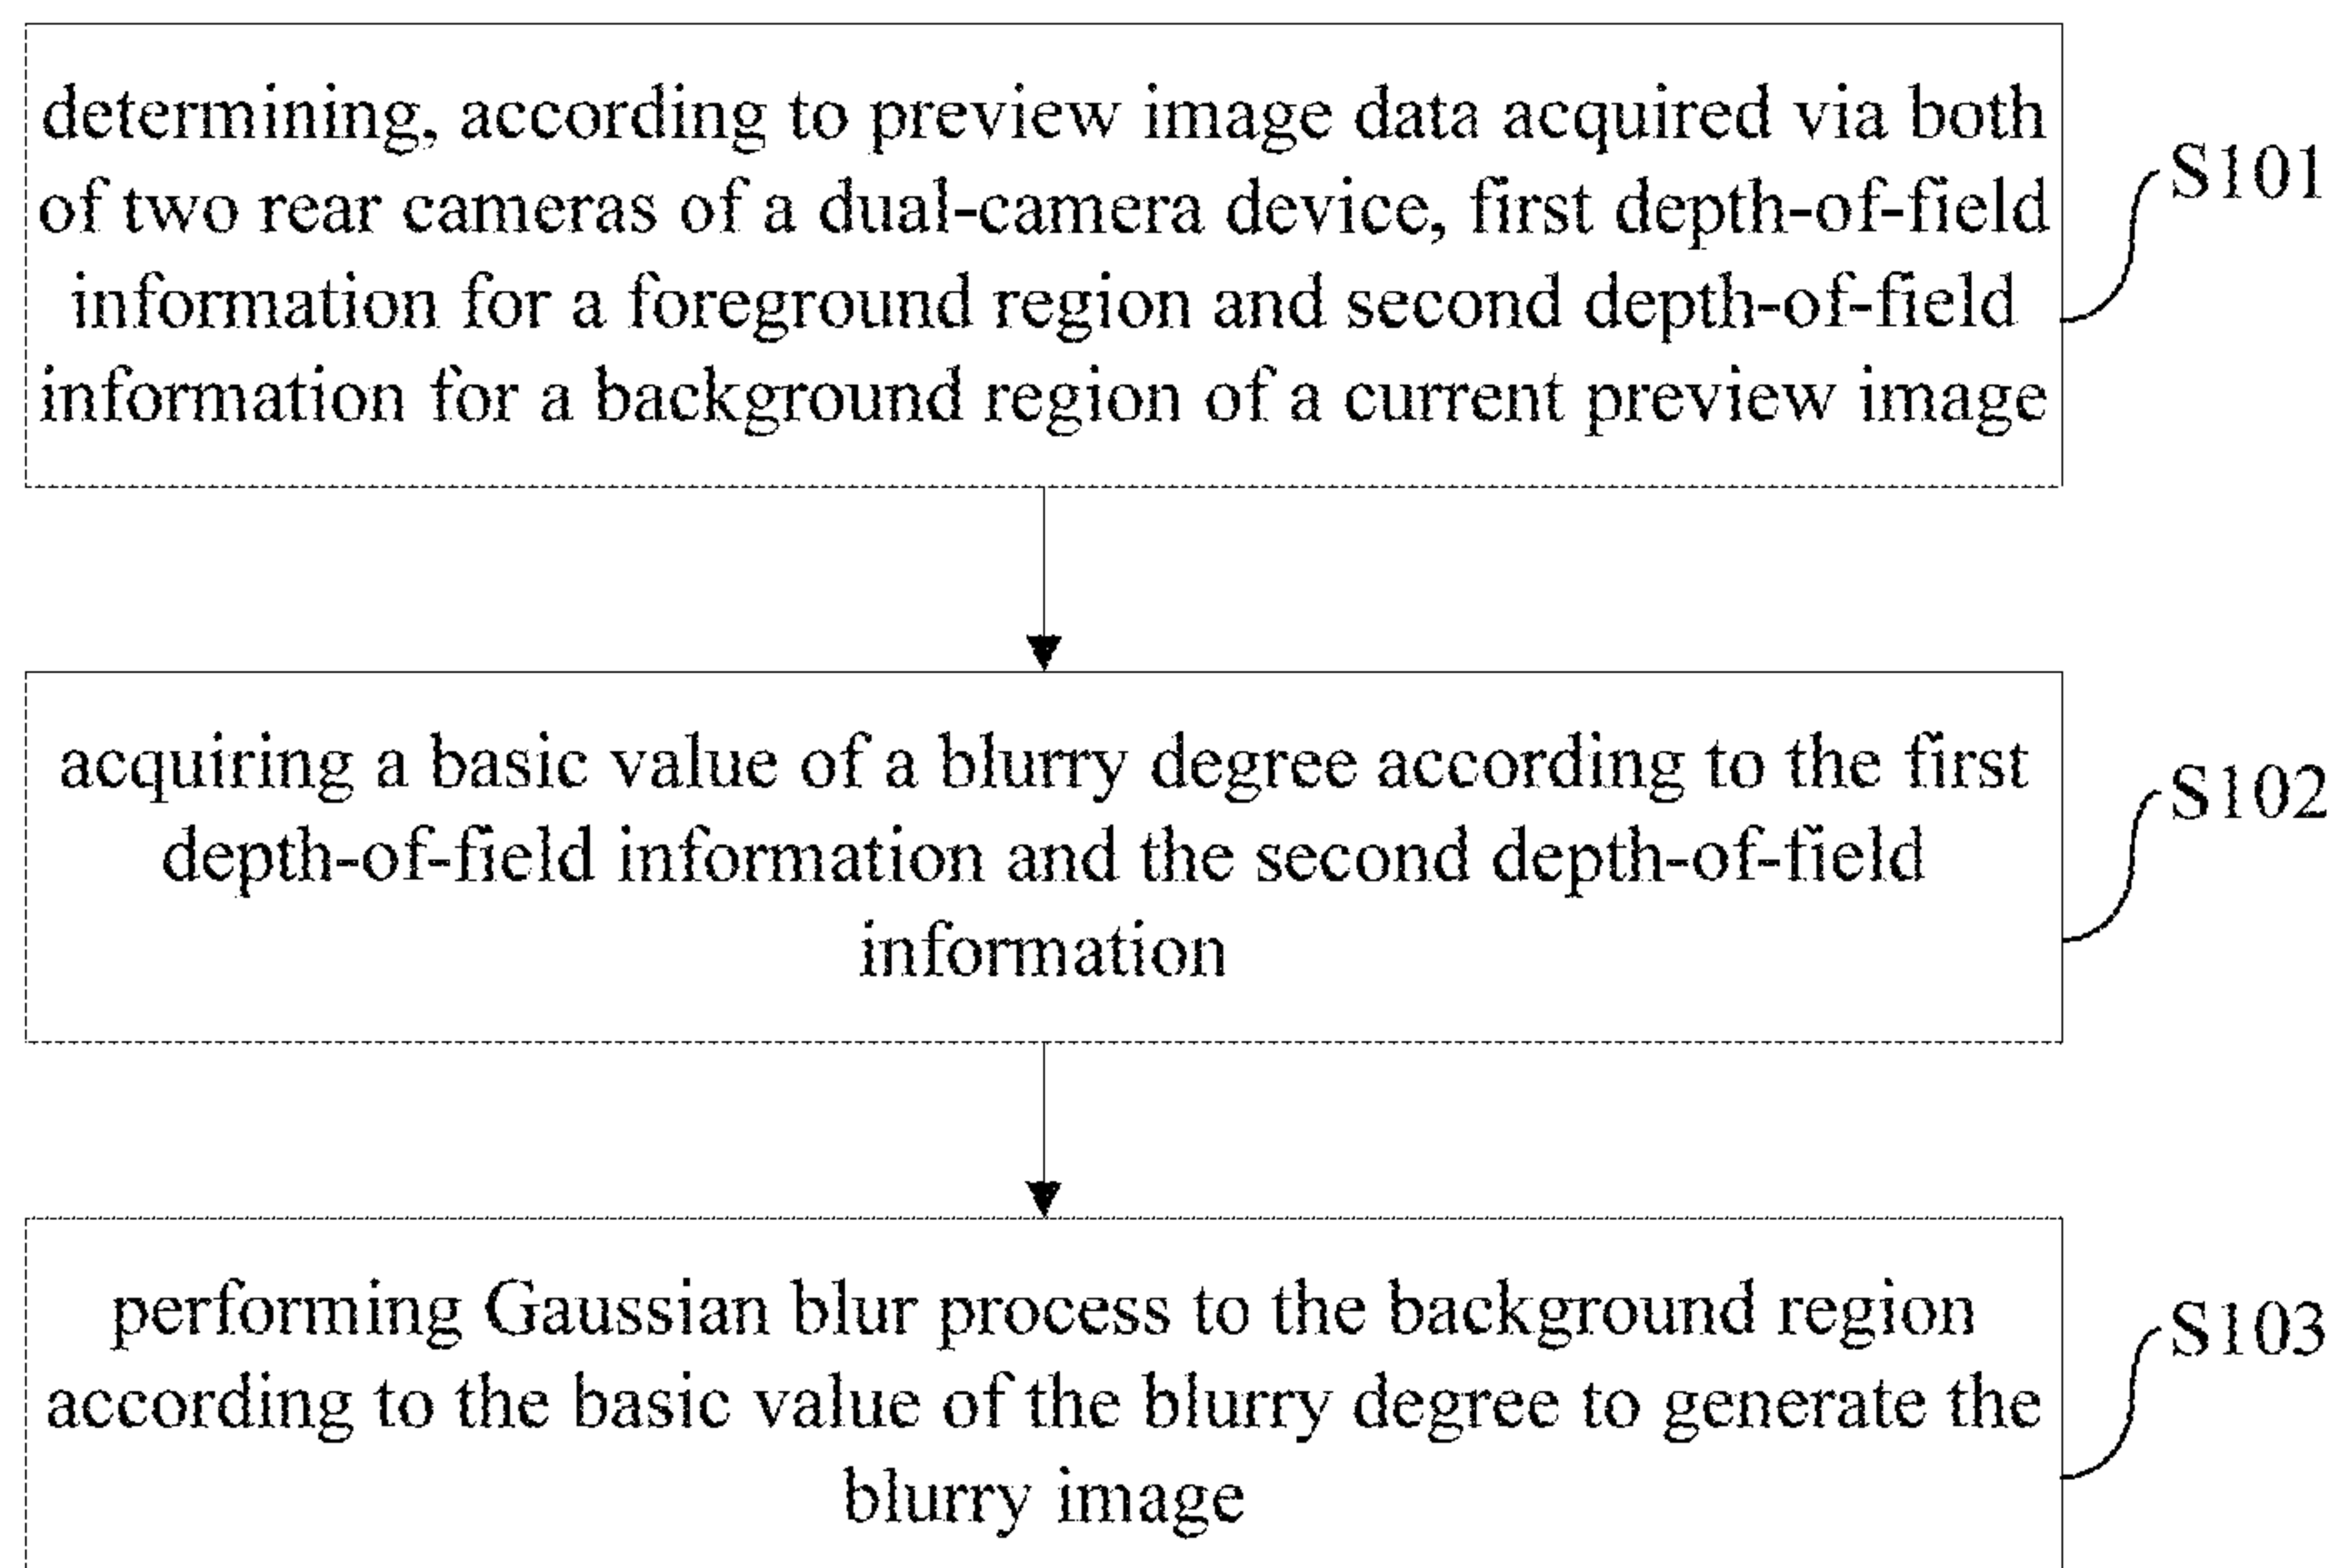 determining, according to preview image data acquired via both
of two rear cameras of a dual-camera device, first depth-of-field
information for a foreground region and second depth-of-field
information for a background region of a current preview image
S101
acquiring a basic value of a blurry degree according to the first
depth-of-field information and the second depth-of-field
information
S102
performing Gaussian blur process to the background region
according to the basic value of the blurry degree to generate the
blurry image
S103